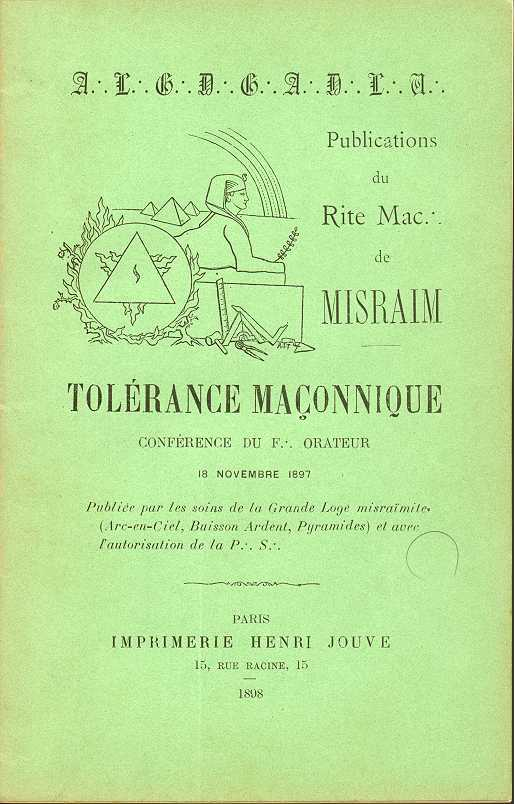 A∴ L∴ G∴ D∴ G∴ A∴ D∴ L∴ U∴
Publications
du
Rite Mac∴
de
MISRAIM
TOLÉRANCE MAÇONNIQUE
CONFÉRENCE DU F∴ ORATEUR
18 NOVEMBRE 1897
Publiée par les soins de la Grande Loge misraïmite
(Arc-en-Ciel, Buisson Ardent, Pyramides) et avec
l'autorisation de la P∴ S∴
PARIS
IMPRIMERIE HENRI JOUVE
15, RUE RACINE, 15
1898